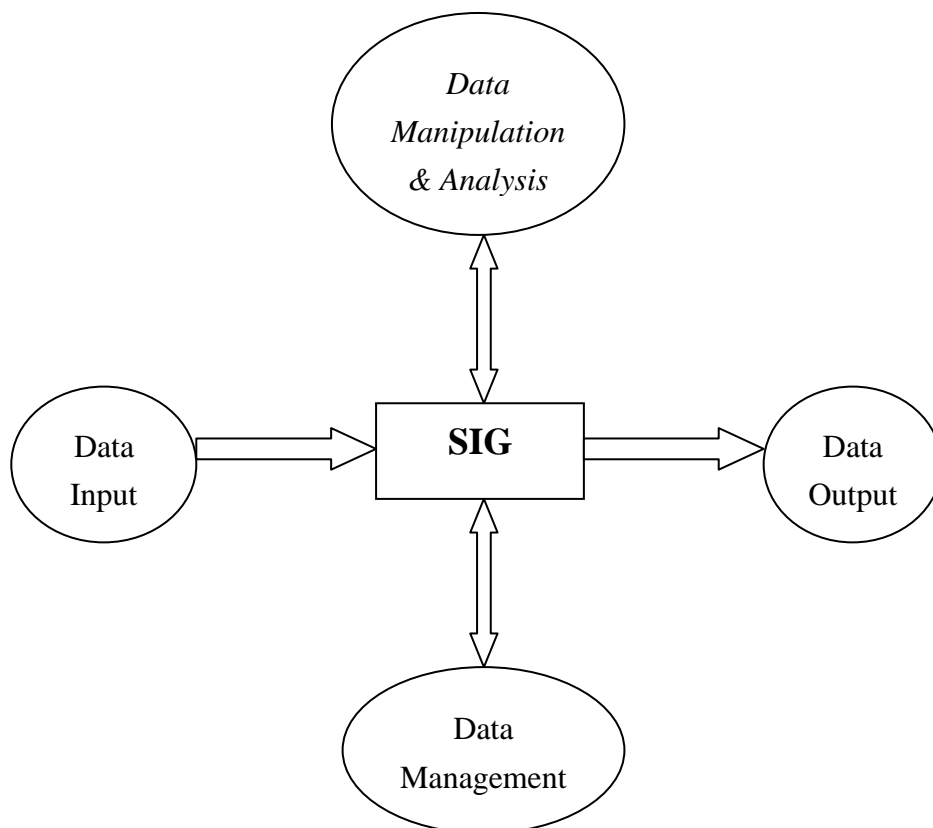 Data
Manipulation
& Analysis
Data
Input
SIG
Data
Output
Data
Management